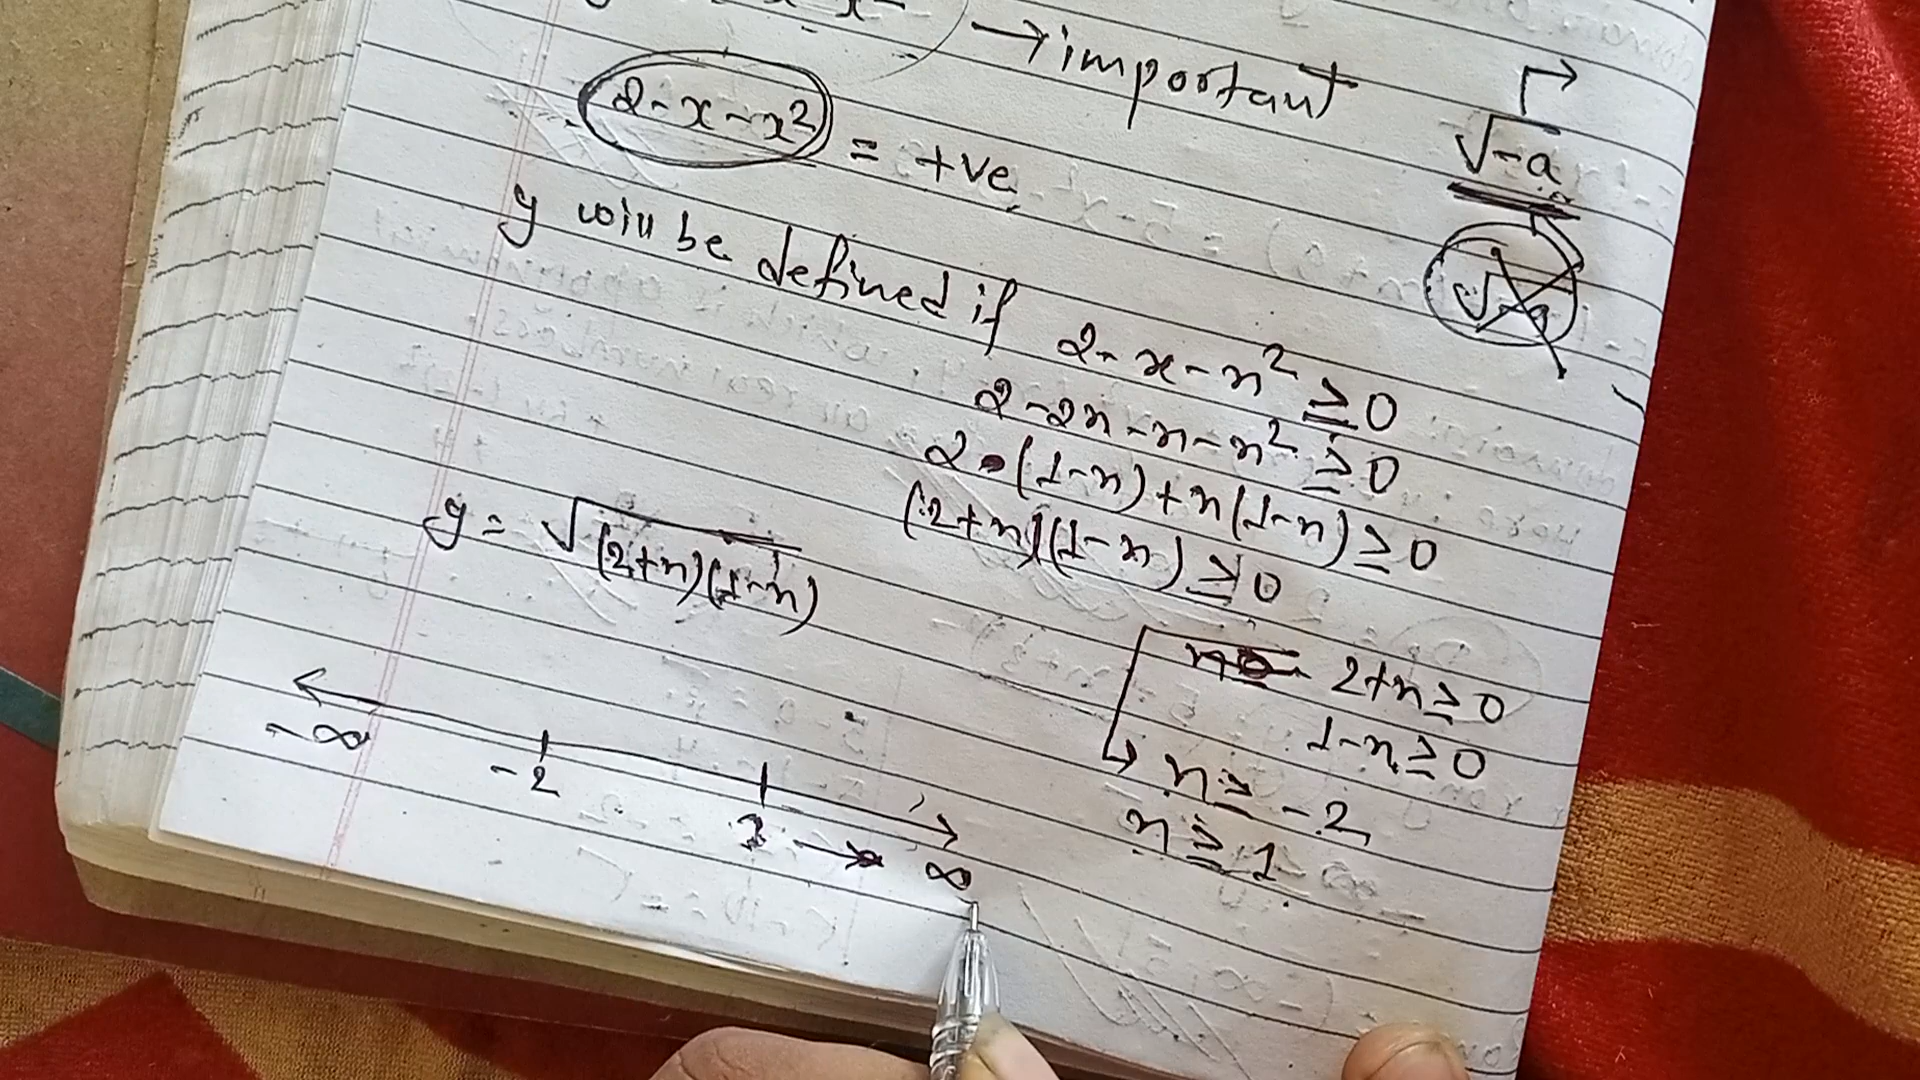 → important
2-x-x² = +ve
√-a
y will be defined if 2-x-x² ≥ 0
2-2x-x-x² ≥ 0
2(1-x)+x(1-x) ≥ 0
(2+x)(1-x) ≥ 0
y = √(2+x)(1-x)
2+x ≥ 0
1-x ≥ 0
→ x ≥ -2
x ≥ 1
-∞ -2 → ∞